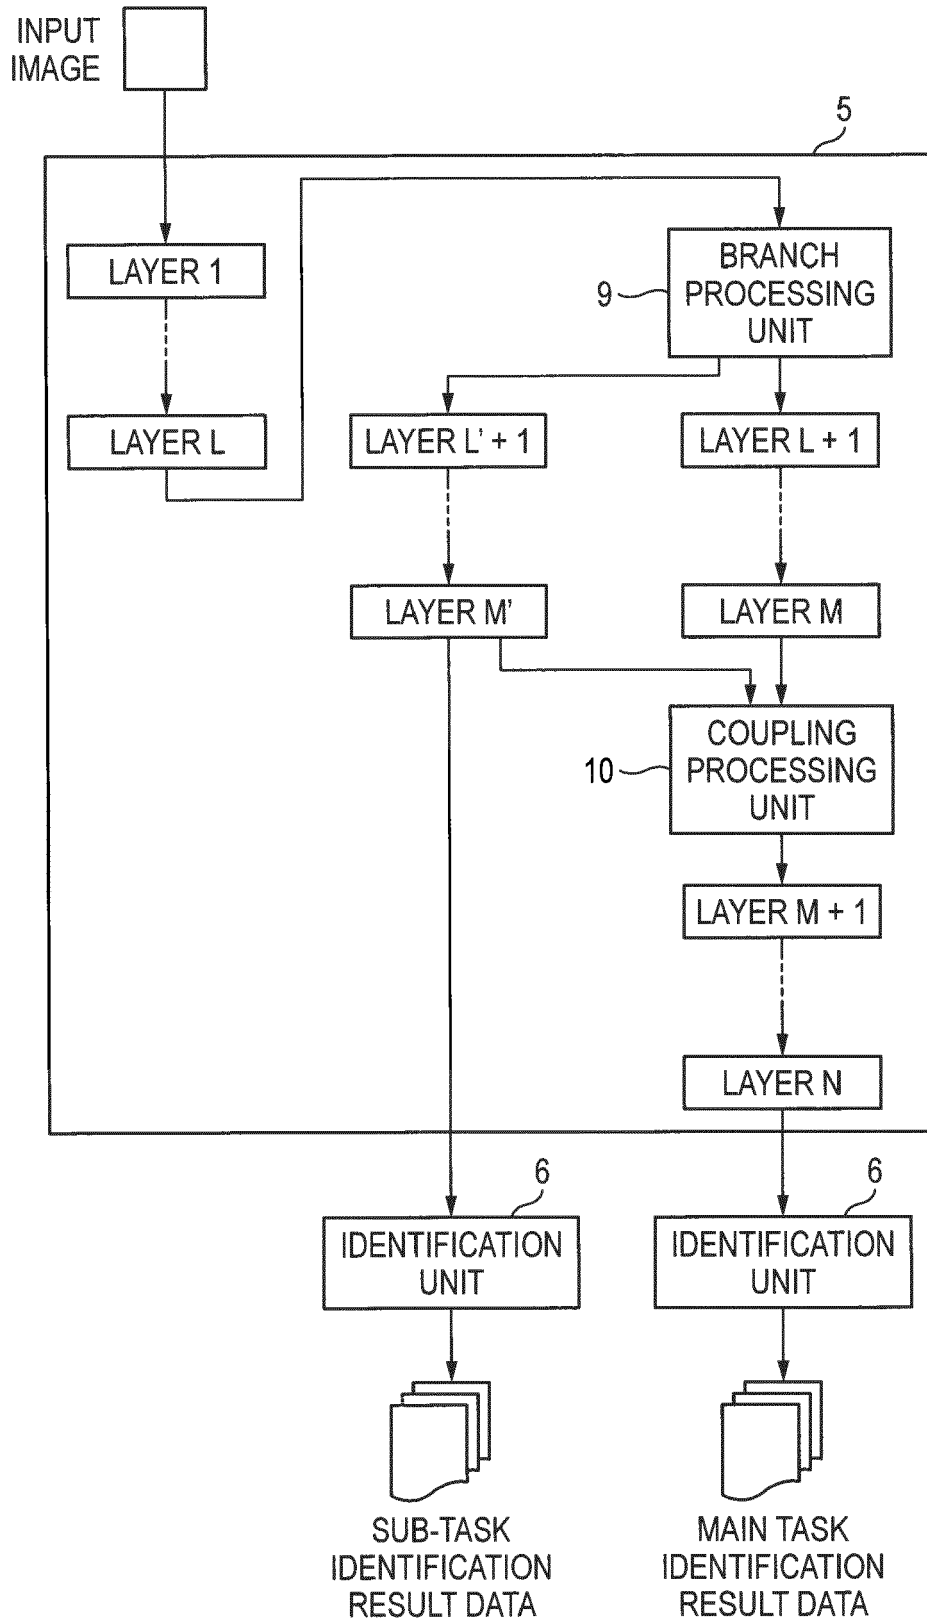 INPUT
IMAGE
5
LAYER 1
BRANCH
PROCESSING
UNIT
9
LAYER L
LAYER L' + 1
LAYER L + 1
LAYER M'
LAYER M
COUPLING
PROCESSING
UNIT
10
LAYER M + 1
LAYER N
6
6
IDENTIFICATION
UNIT
IDENTIFICATION
UNIT
SUB-TASK
IDENTIFICATION
RESULT DATA
MAIN TASK
IDENTIFICATION
RESULT DATA